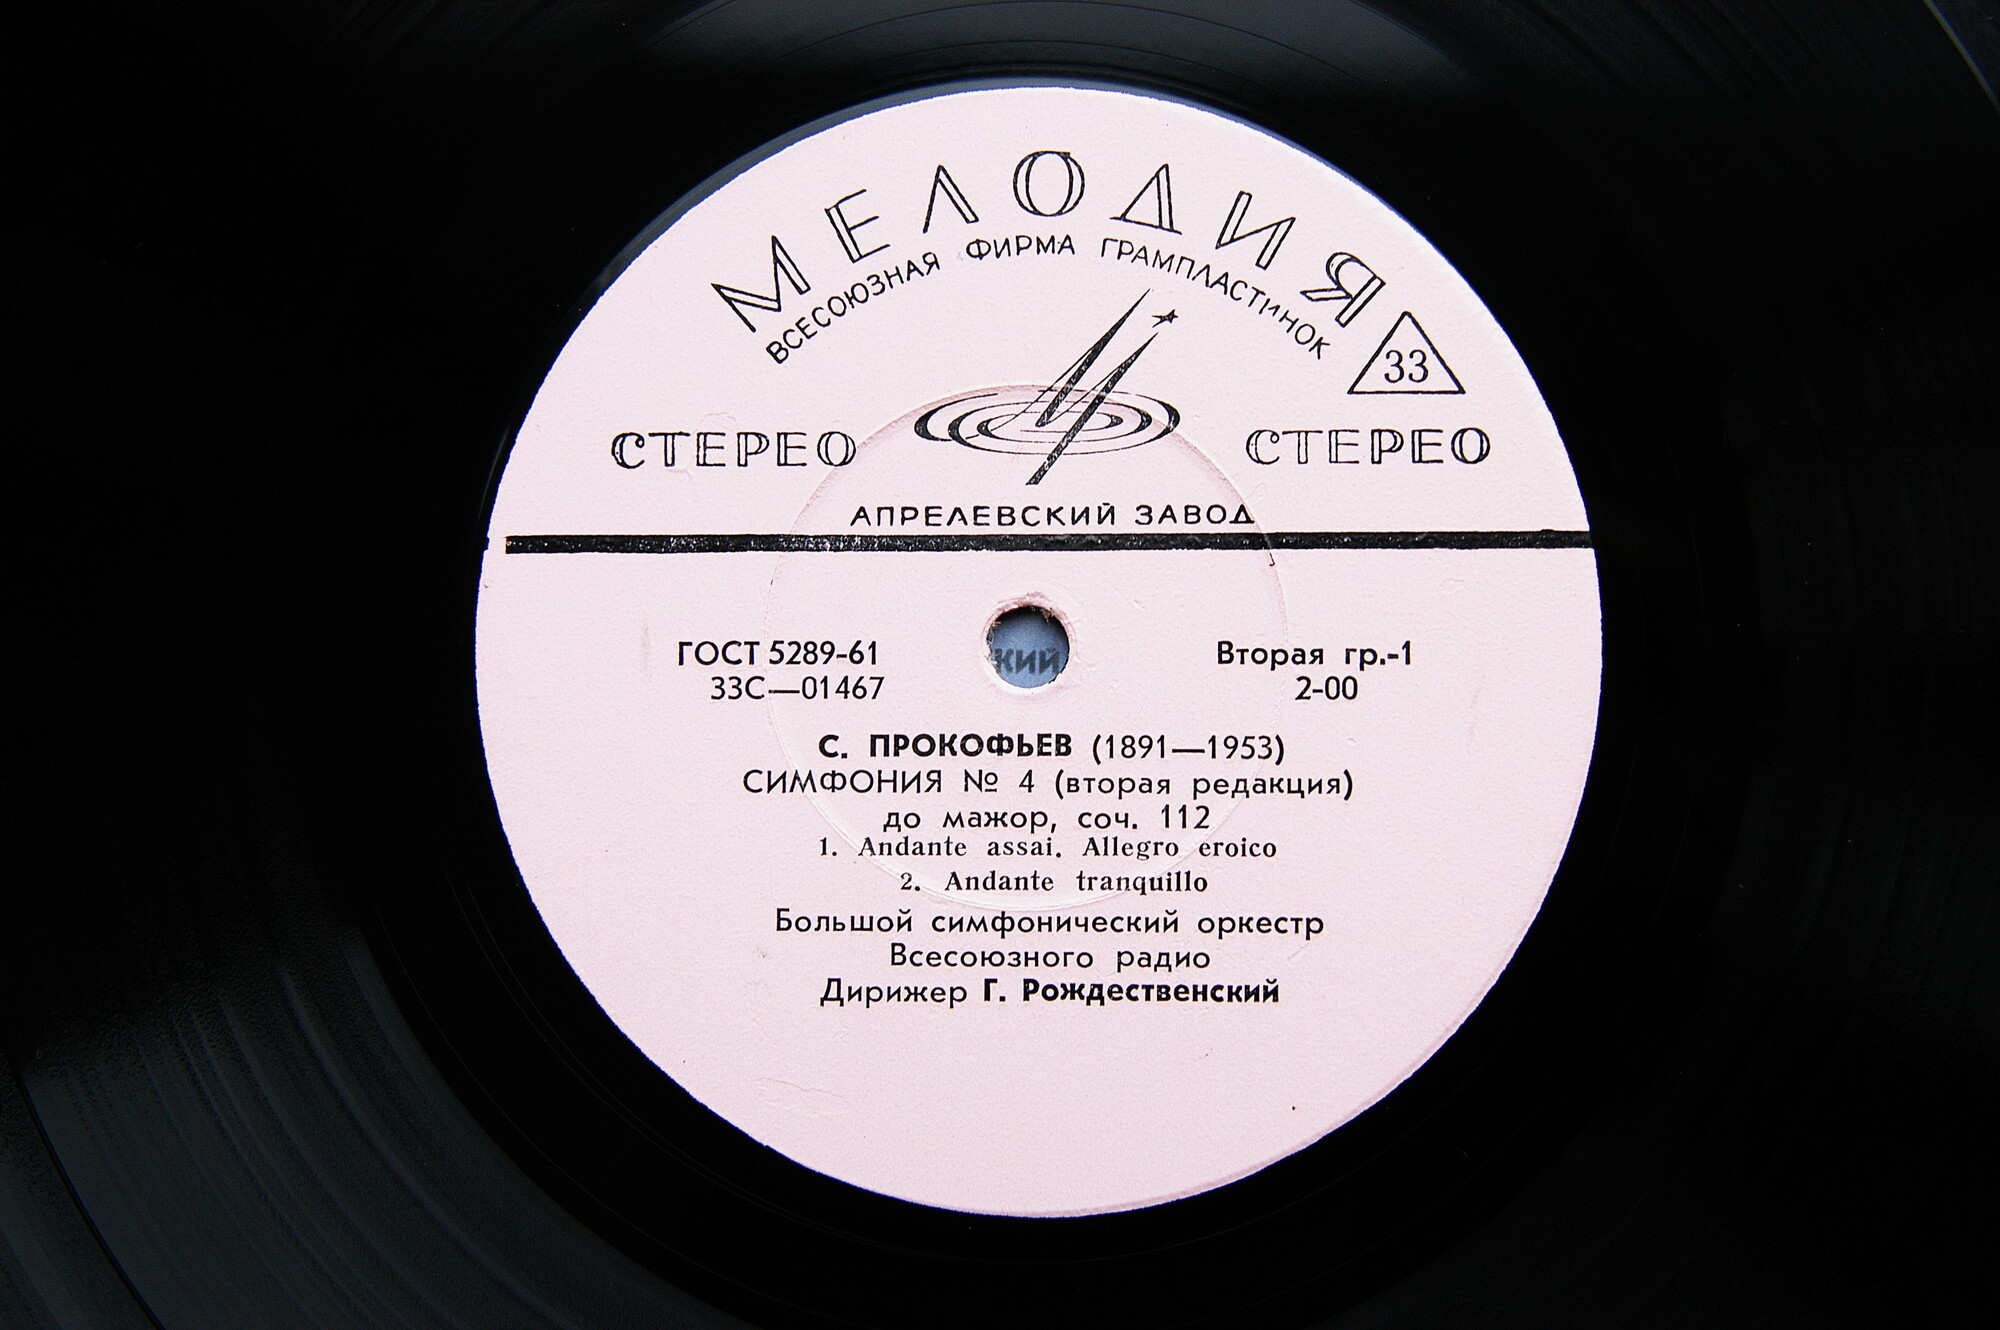 МЕЛОДИЯ
ВСЕСОЮЗНАЯ ФИРМА ГРАМПЛАСТИНОК
33
СТЕРЕО
СТЕРЕО
АПРЕЛЕВСКИЙ ЗАВОД
ГОСТ 5289-61
33С—01467
кий
Вторая гр.-1
2-00
С. ПРОКОФЬЕВ (1891—1953)
СИМФОНИЯ № 4 (вторая редакция)
до мажор, соч. 112
1. Andante assai. Allegro eroico
2. Andante tranquillo
Большой симфонический оркестр
Всесоюзного радио
Дирижер Г. Рождественский